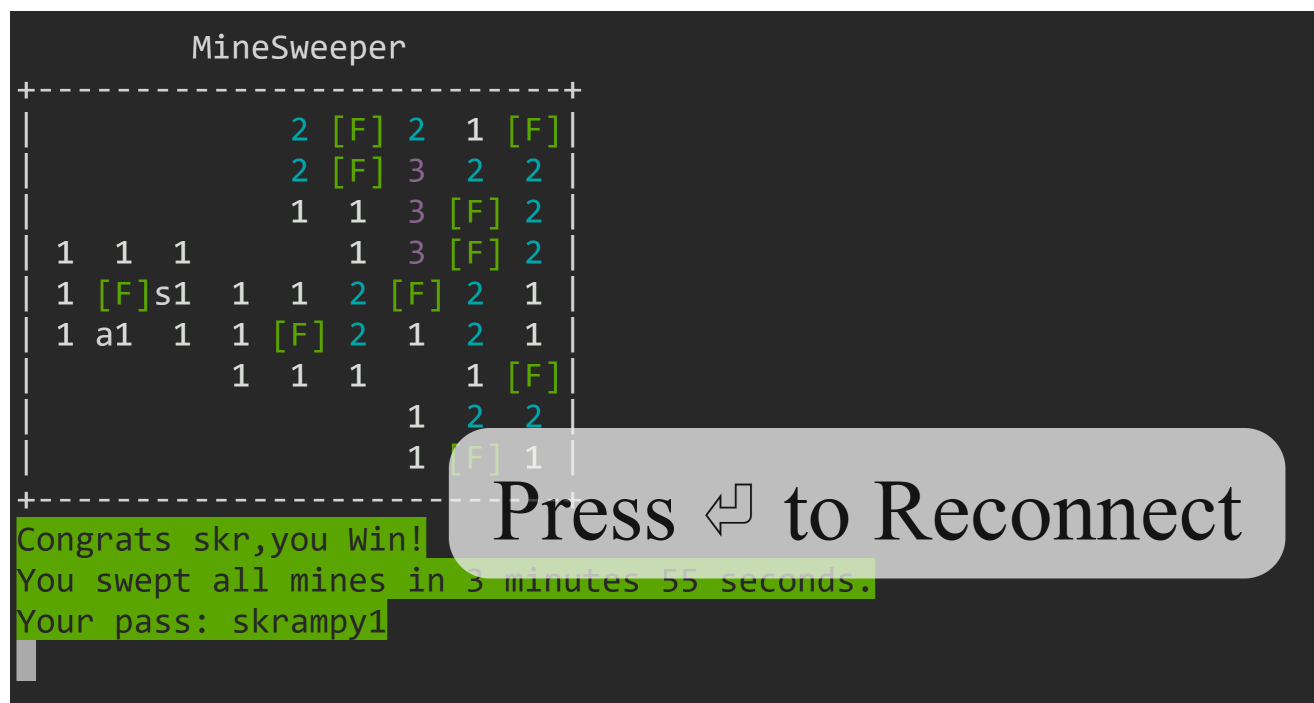 MineSweeper
+---------------------------+
|             2 [F] 2  1 [F]|
|             2 [F] 3  2  2 |
|             1  1  3 [F] 2 |
| 1  1  1        1  3 [F] 2 |
| 1 [F]s1  1  1  2 [F] 2  1 |
| 1 a1  1  1 [F] 2  1  2  1 |
|          1  1  1     1 [F]|
|                   1  2  2 |
|                   1 [F] 1 |
+---------------------------+
Press ⏎ to Reconnect
Congrats skr,you Win!
You swept all mines in 3 minutes 55 seconds.
Your pass: skrampy1